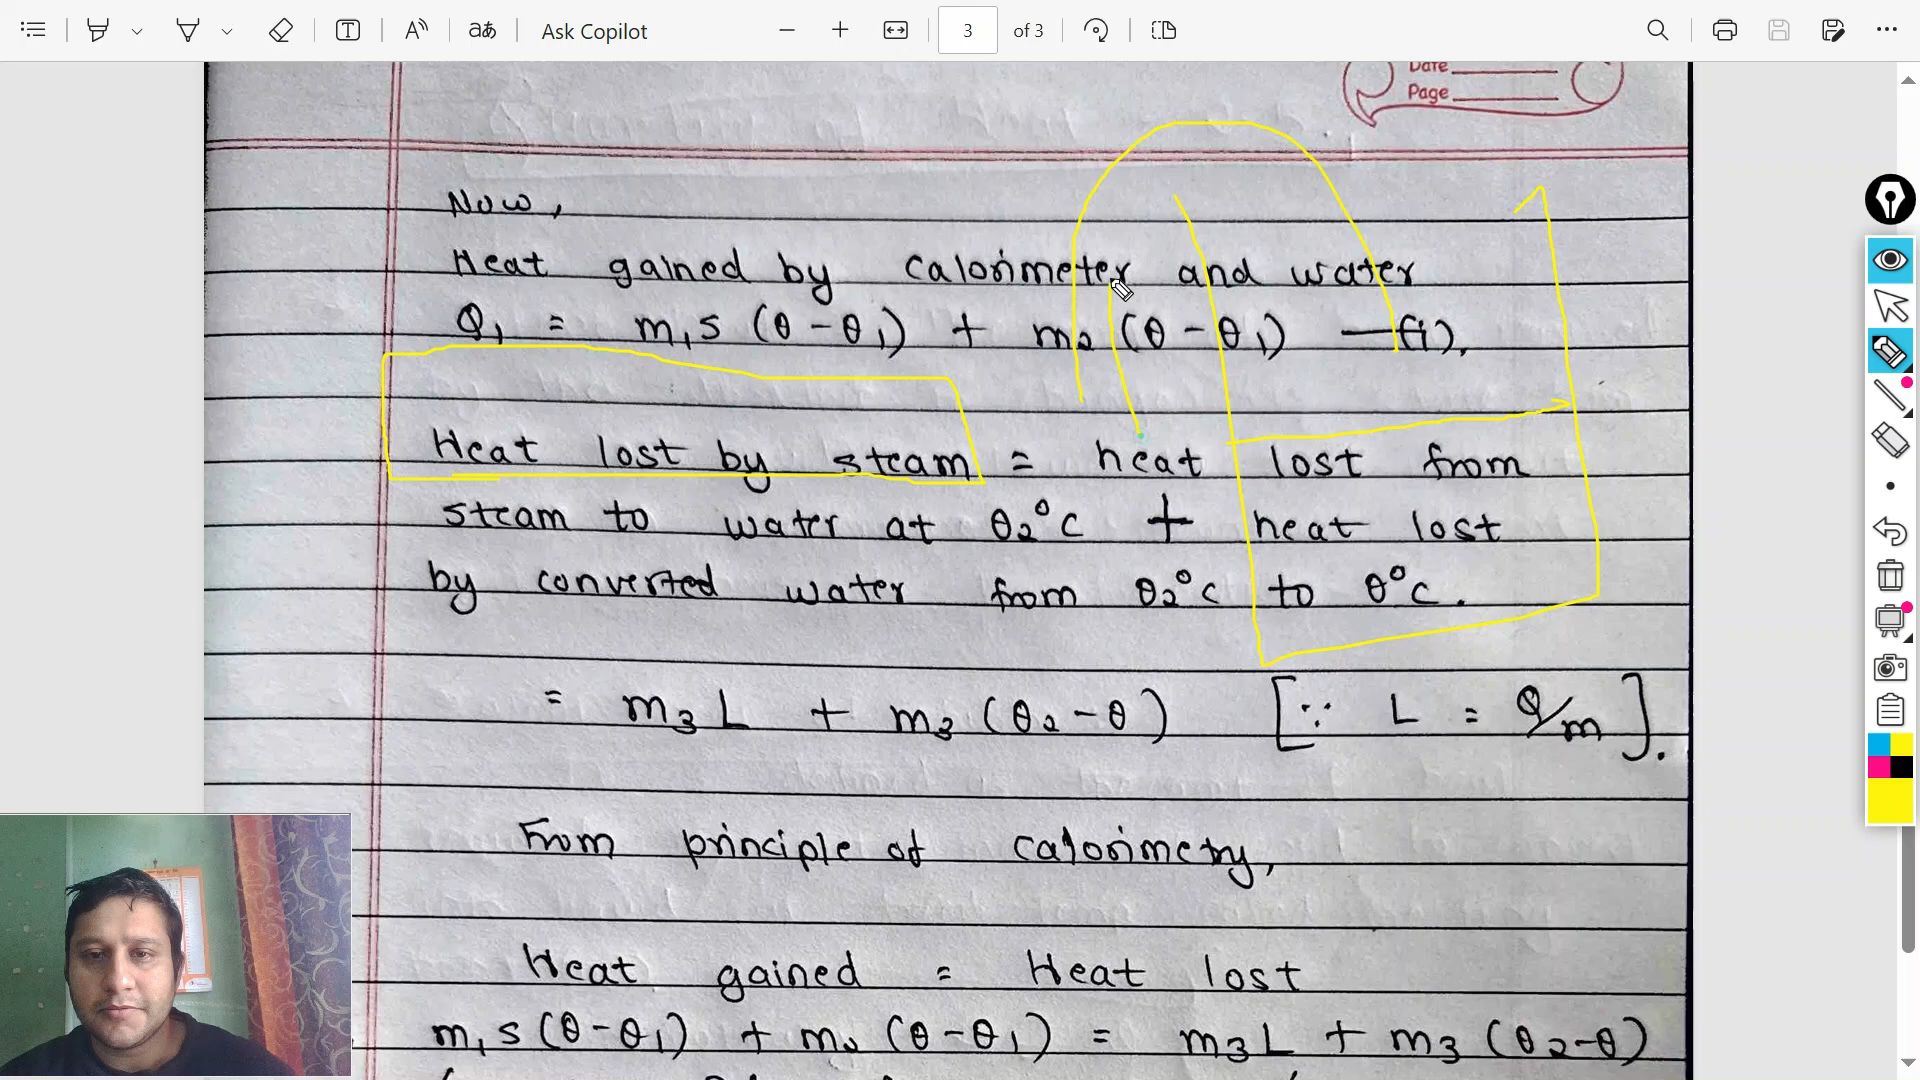 Ask Copilot
3 of 3
Date
Page
Now,
Heat gained by calorimeter and water
Q₁ = m₁s (θ - θ₁) + m₂ (θ - θ₁) —(i).
Heat lost by steam = heat lost from
steam to water at θ₂°C + heat lost
by converted water from θ₂°C to θ°C.
= m₃L + m₃ (θ₂ - θ) [∵ L = Q/m].
From principle of calorimetry,
Heat gained = Heat lost
m₁s (θ - θ₁) + m₂ (θ - θ₁) = m₃L + m₃ (θ₂ - θ)